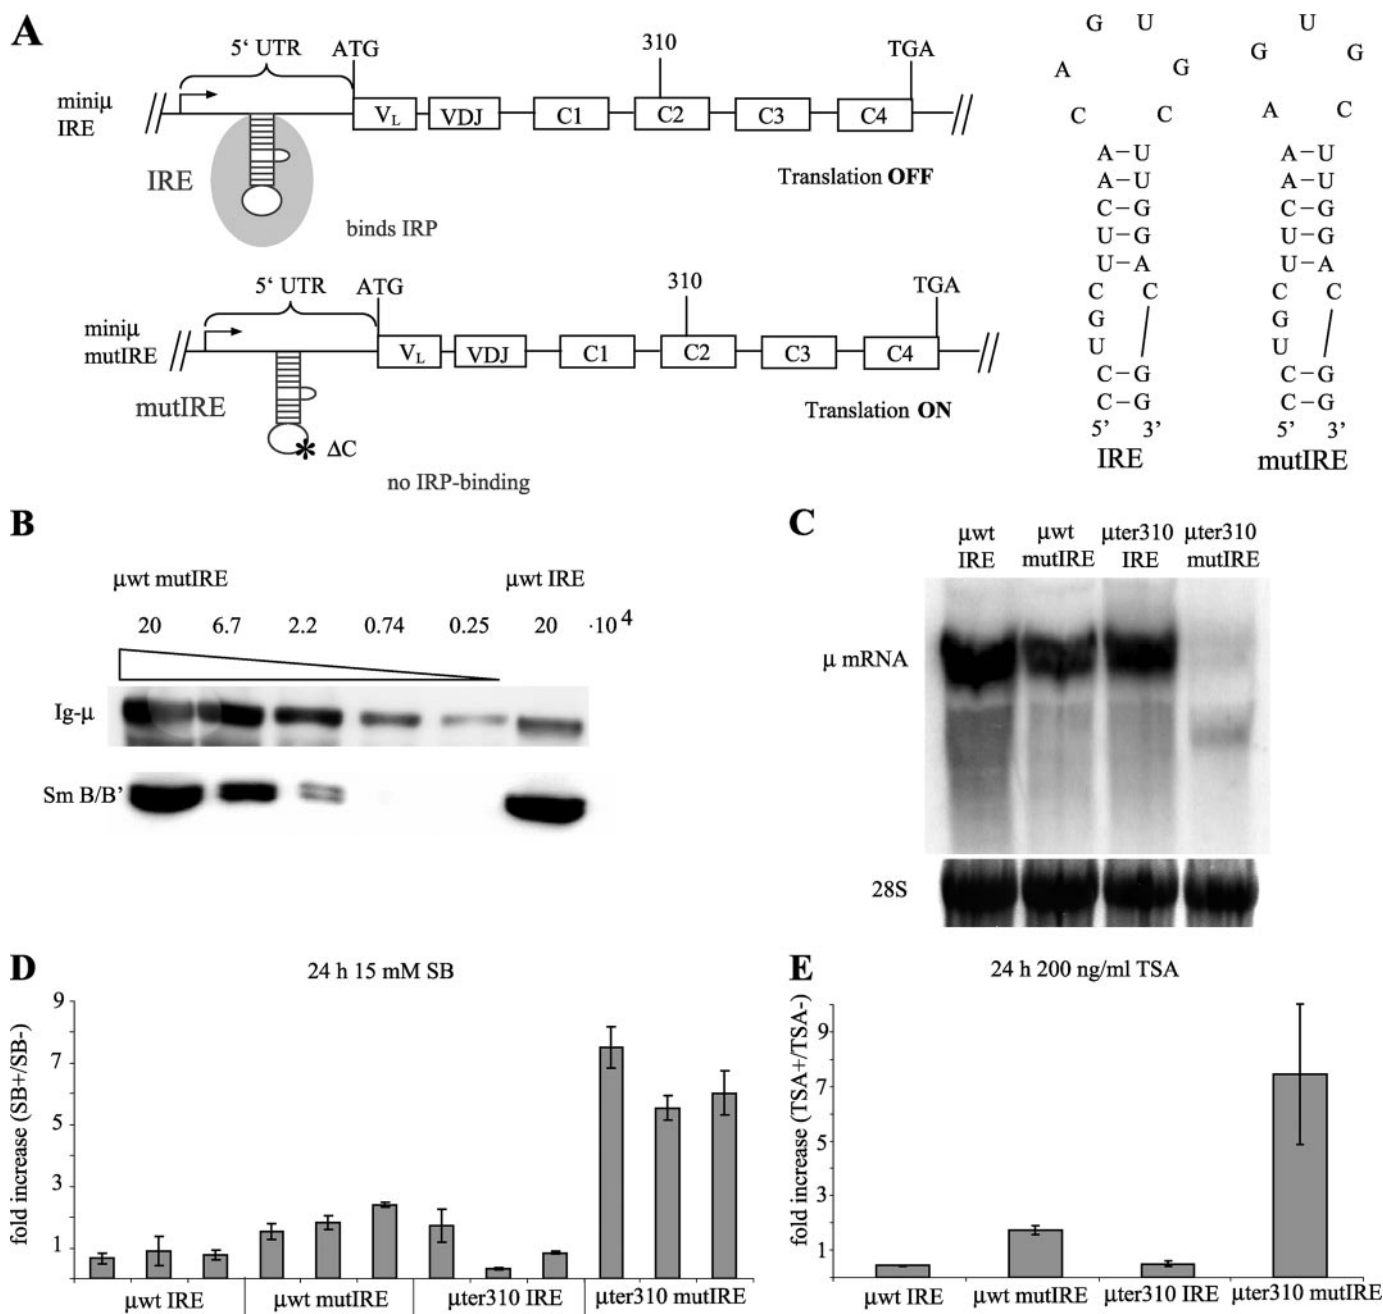 A
5‘ UTR
ATG
310
TGA
miniμ
IRE
V_L
VDJ
C1
C2
C3
C4
IRE
binds IRP
Translation OFF
5‘ UTR
ATG
310
TGA
miniμ
mutIRE
V_L
VDJ
C1
C2
C3
C4
mutIRE
* ΔC
no IRP-binding
Translation ON
G U
A G
C C
A–U
A–U
C–G
U–G
U–A
C C
G
U
C–G
C–G
5’ 3’
IRE
U
G G
A C
A–U
A–U
C–G
U–G
U–A
C C
G
U
C–G
C–G
5’ 3’
mutIRE
B
μwt mutIRE μwt IRE
20 6.7 2.2 0.74 0.25 20 ·10⁴
Ig-μ
Sm B/B’
C
μwt IRE
μwt mutIRE
μter310 IRE
μter310 mutIRE
μ mRNA
28S
D
24 h 15 mM SB
fold increase (SB+/SB-)
9
7
5
3
1
μwt IRE μwt mutIRE μter310 IRE μter310 mutIRE
E
24 h 200 ng/ml TSA
fold increase (TSA+/TSA-)
9
7
5
3
1
μwt IRE μwt mutIRE μter310 IRE μter310 mutIRE